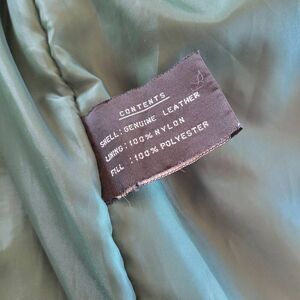 CONTENTS
SHELL: GENUINE LEATHER
LINING: 100% NYLON
FILL : 100% POLYESTER